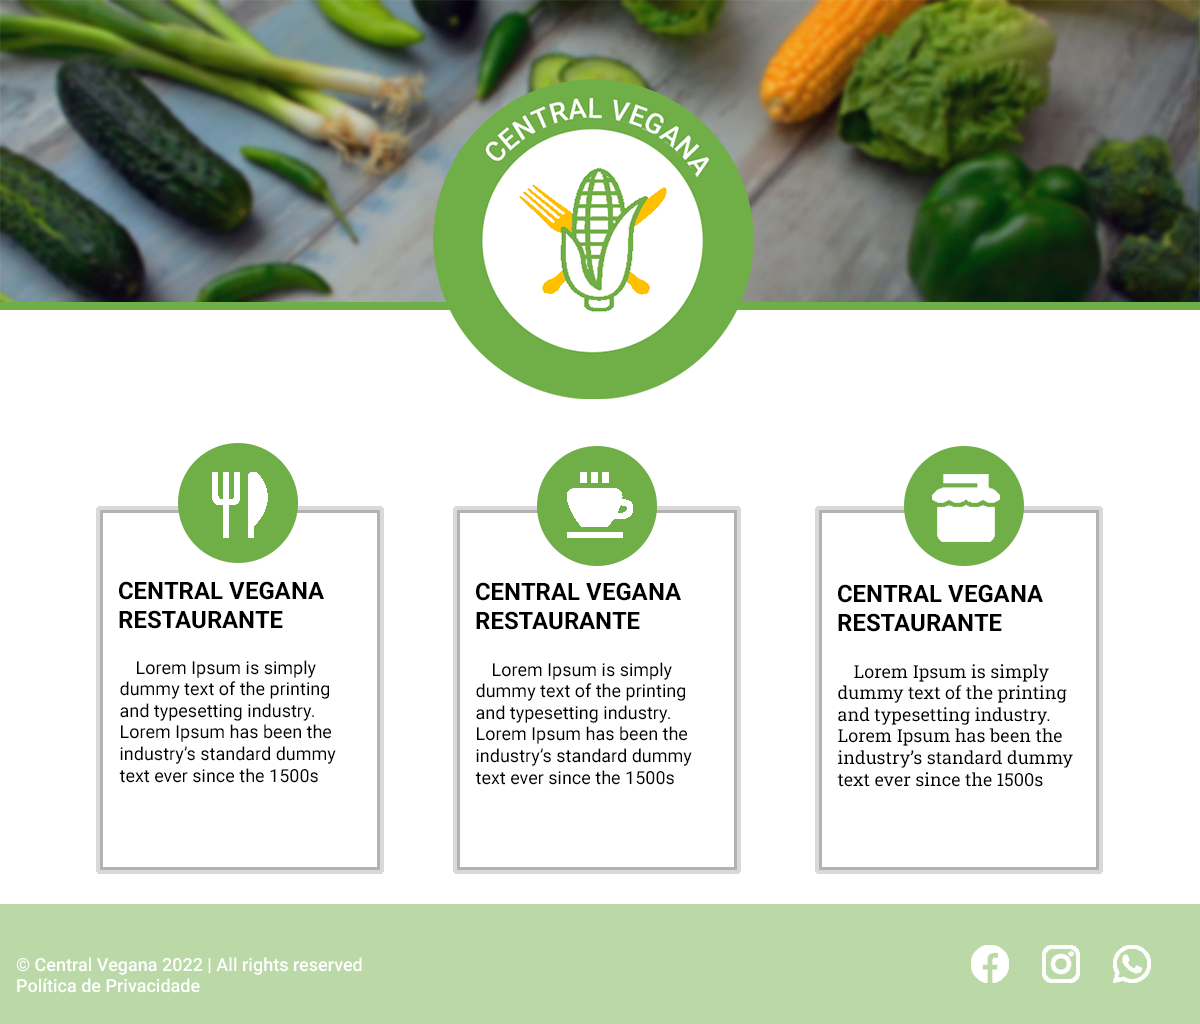 CENTRAL VEGANA
CENTRAL VEGANA
RESTAURANTE
Lorem Ipsum is simply
dummy text of the printing
and typesetting industry.
Lorem Ipsum has been the
industry’s standard dummy
text ever since the 1500s
CENTRAL VEGANA
RESTAURANTE
Lorem Ipsum is simply
dummy text of the printing
and typesetting industry.
Lorem Ipsum has been the
industry’s standard dummy
text ever since the 1500s
CENTRAL VEGANA
RESTAURANTE
Lorem Ipsum is simply
dummy text of the printing
and typesetting industry.
Lorem Ipsum has been the
industry’s standard dummy
text ever since the 1500s
© Central Vegana 2022 | All rights reserved
Política de Privacidade